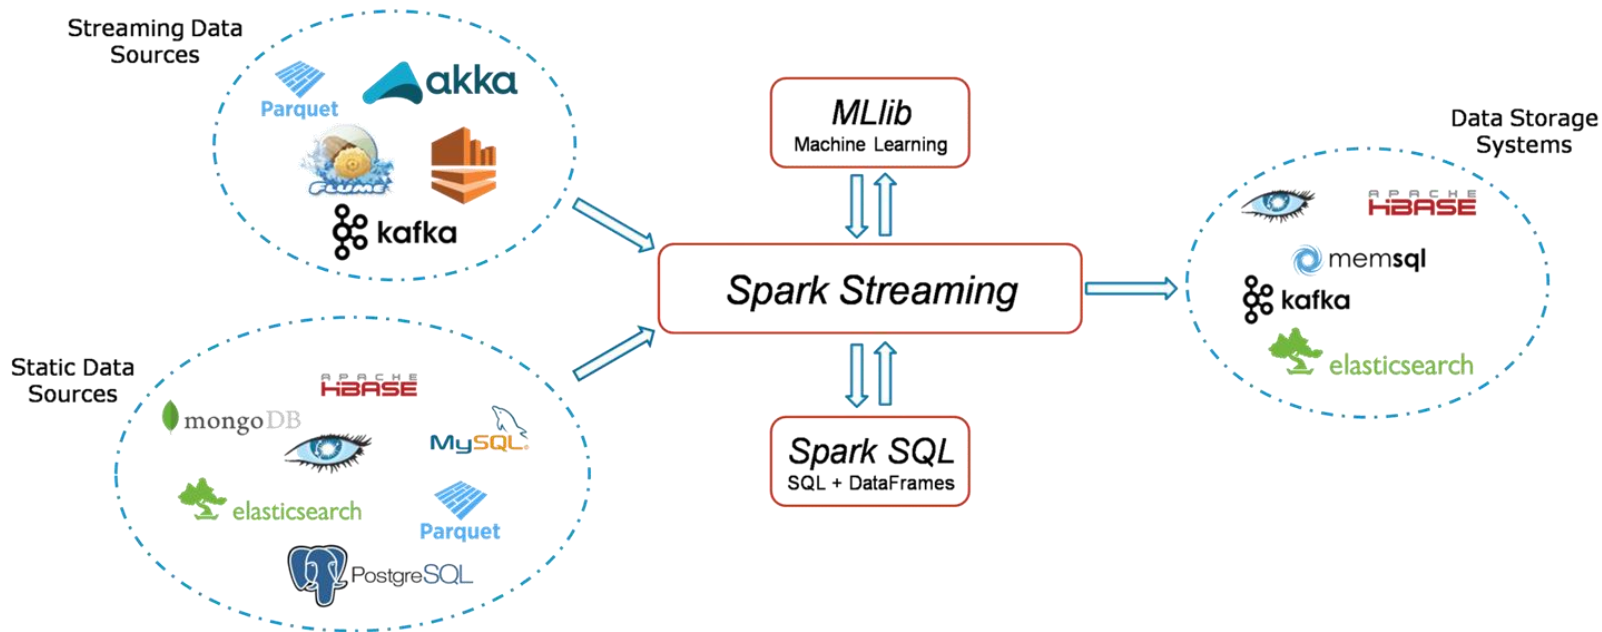 Streaming Data
Sources
Parquet
akka
FLUME
kafka
Static Data
Sources
APACHE
HBASE
mongoDB
MySQL
elasticsearch
Parquet
PostgreSQL
MLlib
Machine Learning
Spark Streaming
Spark SQL
SQL + DataFrames
Data Storage
Systems
APACHE
HBASE
memsql
kafka
elasticsearch